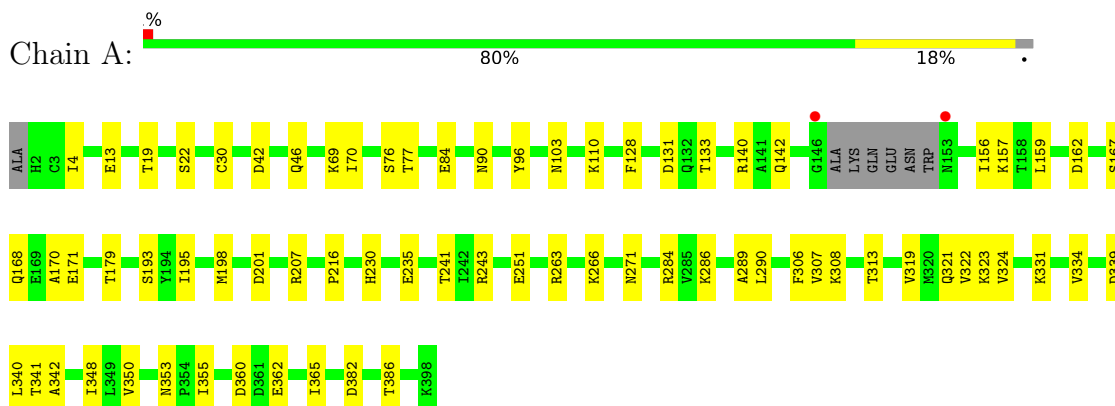 .%
Chain A:
80% 18% •
ALA H2 C3 I4 E13 T19 S22 C30 D42 Q46 K69 I70 S76 T77 E84 N90 Y96 N103 K110 F128 D131 Q132 T133 R140 A141 Q142 G146 ALA LYS GLN GLU ASN TRP N153 I156 K157 T158 L159 D162 S167
Q168 E169 A170 E171 T179 S193 Y194 I195 M198 D201 R207 P216 H230 E235 T241 I242 R243 E251 R263 K266 N271 R284 V285 K286 A289 L290 F306 V307 K308 T313 V319 M320 Q321 V322 K323 V324 K331 V334
L340 T341 A342 I348 L349 V350 N353 P354 I355 D360 D361 E362 I365 D382 T386 K398